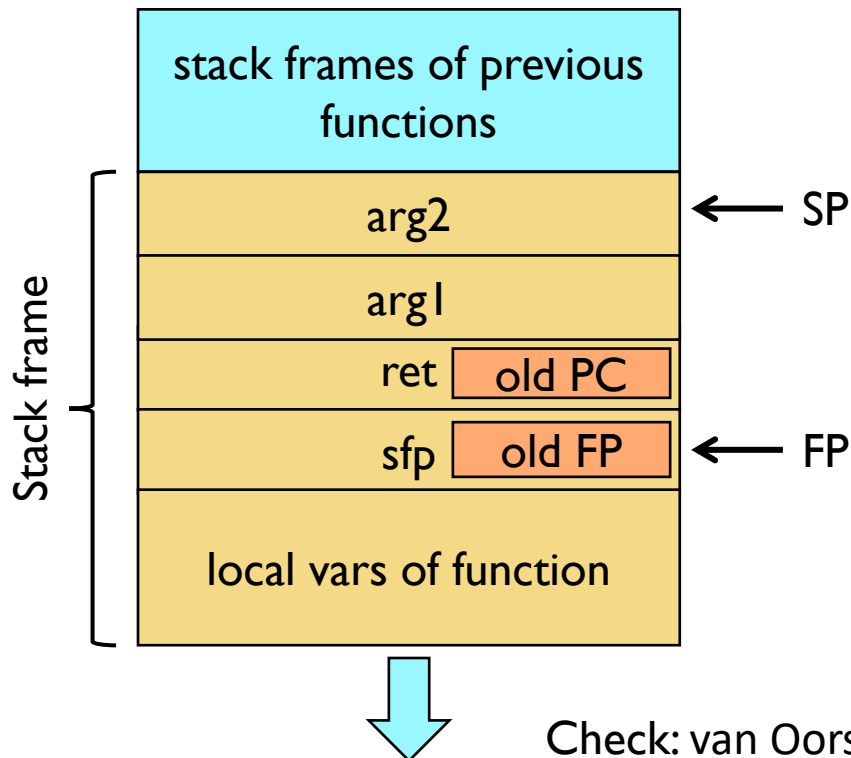 stack frames of previous
functions
arg2
SP
arg1
ret
old PC
sfp
old FP
FP
local vars of function
Stack frame
Check: van Oors